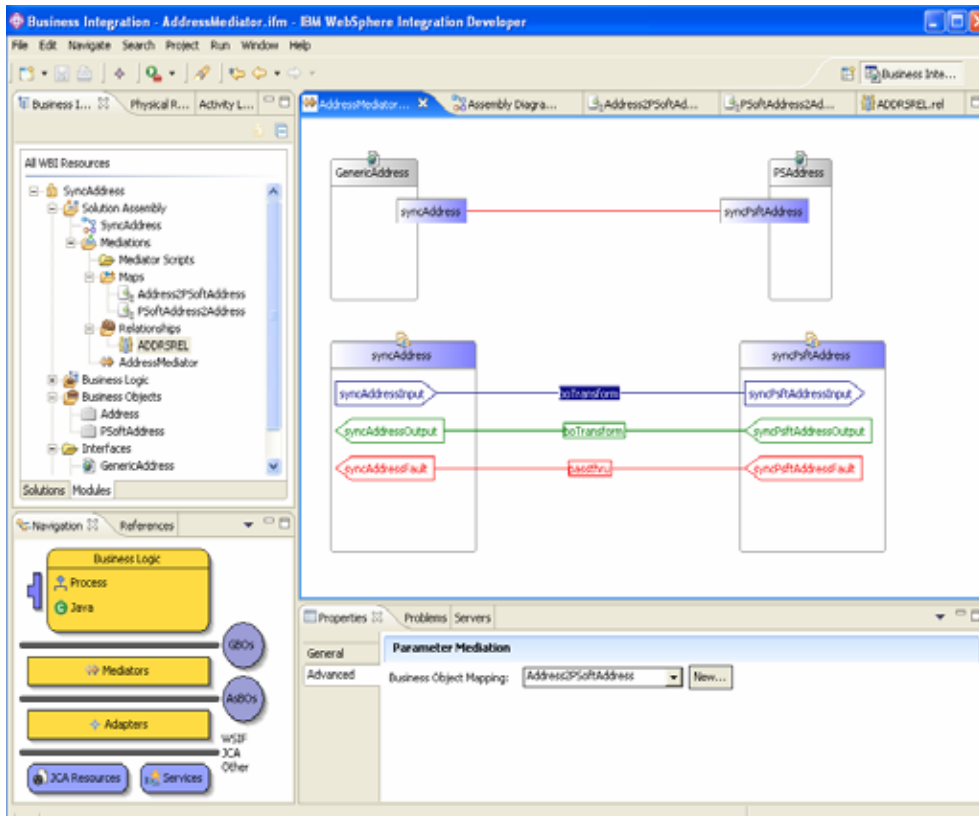 Business Integration - AddressMediator.ifm - IBM WebSphere Integration Developer
File Edit Navigate Search Project Run Window Help
Business Inte...
Business I... Physical R... Activity L...
All WBI Resources
SyncAddress
Solution Assembly
SyncAddress
Mediations
Mediator Scripts
Maps
Address2PSoftAddress
PSoftAddress2Address
Relationships
ADDRSREL
AddressMediator
Business Logic
Business Objects
Address
PSoftAddress
Interfaces
GenericAddress
Solutions Modules
Navigation References
Business Logic
Process
Java
GBOs
Mediators
AsBOs
Adapters
WSIF
JCA
Other
JCA Resources Services
AddressMediator... Assembly Diagra... Address2PSoftAd... PSoftAddress2Ad... ADDRSREL.rel
GenericAddress PSAddress
syncAddress syncPsftAddress
syncAddress syncPsftAddress
syncAddressInput boTransform syncPsftAddressInput
syncAddressOutput boTransform syncPsftAddressOutput
syncAddressFault passthru syncPsftAddressFault
Properties Problems Servers
General
Advanced
Parameter Mediation
Business Object Mapping: Address2PSoftAddress New...